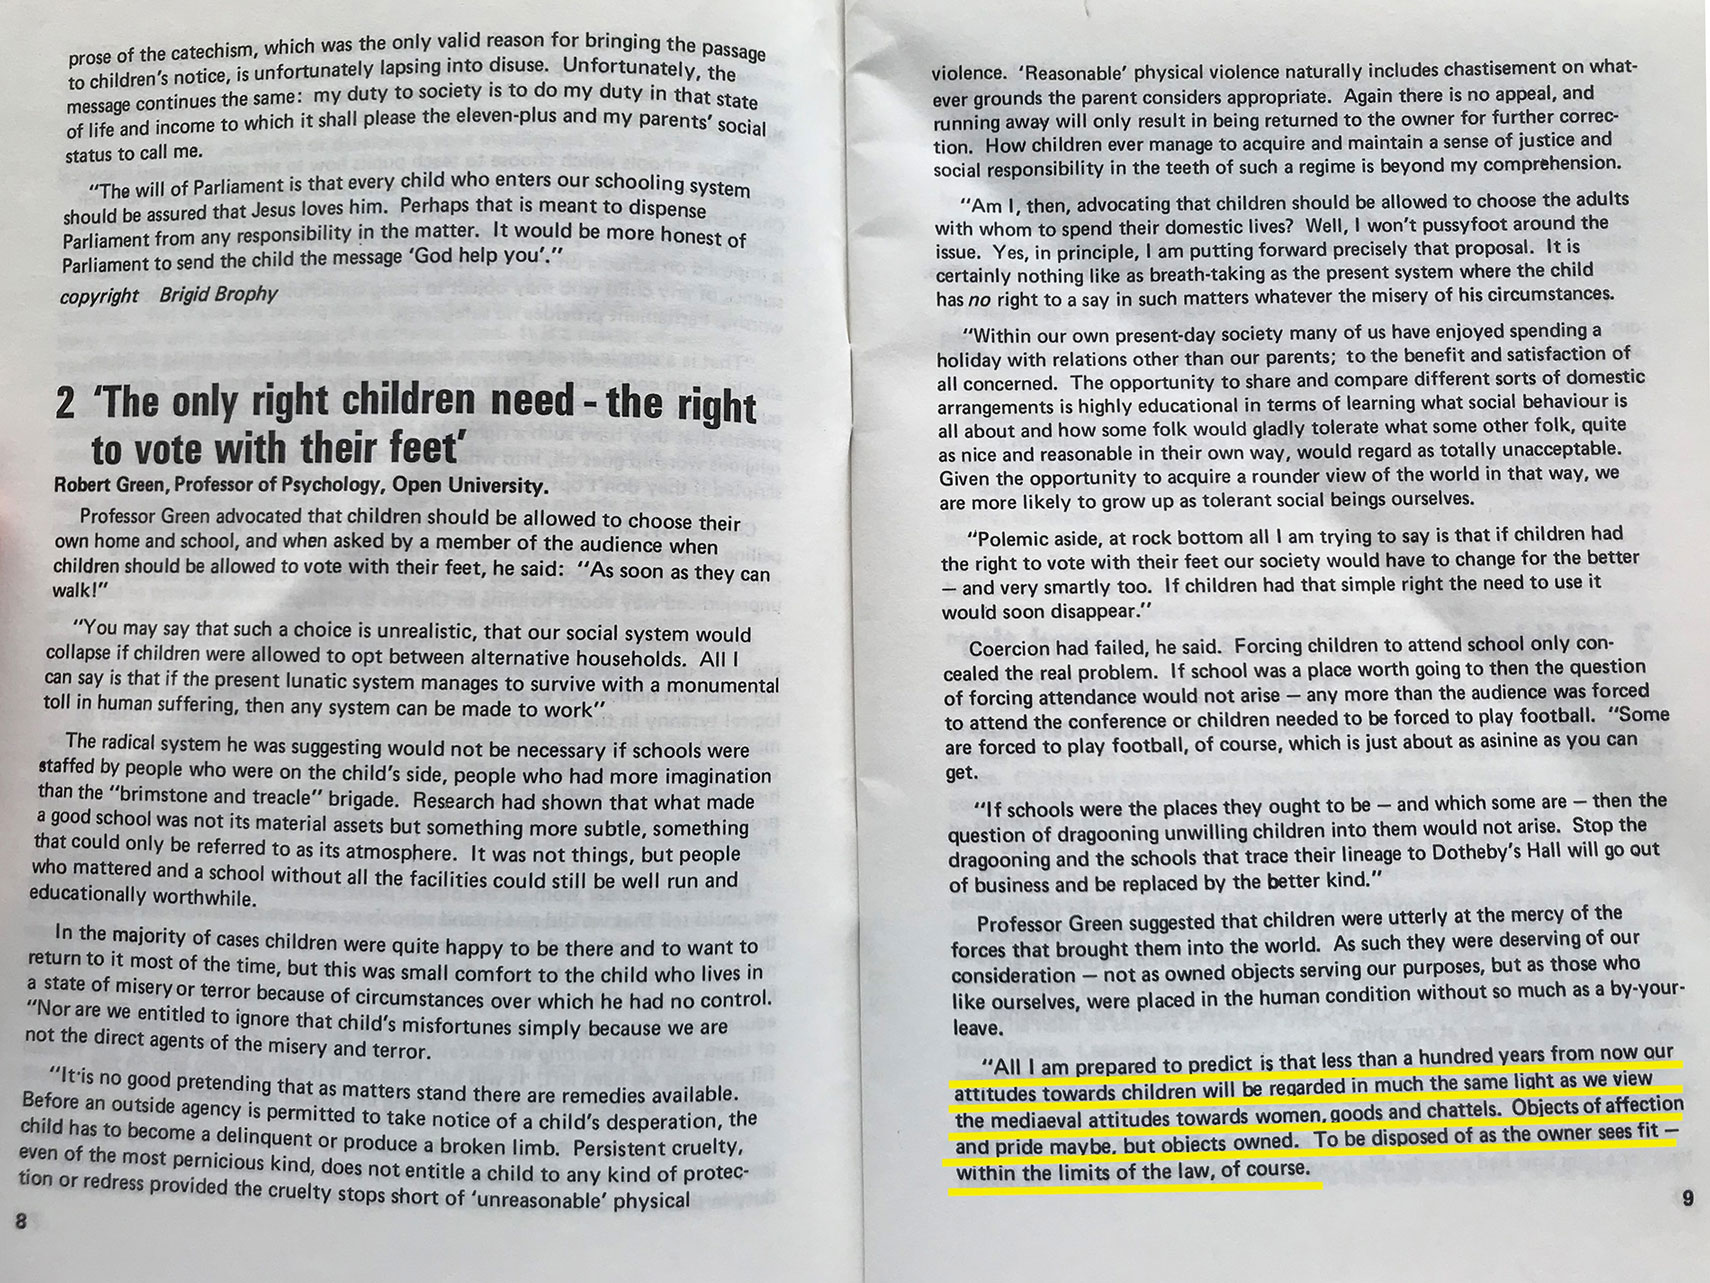 prose of the catechism, which was the only valid reason for bringing the passage
to children's notice, is unfortunately lapsing into disuse. Unfortunately, the
message continues the same: my duty to society is to do my duty in that state
of life and income to which it shall please the eleven-plus and my parents' social
status to call me.
"The will of Parliament is that every child who enters our schooling system
should be assured that Jesus loves him. Perhaps that is meant to dispense
Parliament from any responsibility in the matter. It would be more honest of
Parliament to send the child the message 'God help you'."
copyright Brigid Brophy
2 'The only right children need - the right
to vote with their feet'
Robert Green, Professor of Psychology, Open University.
Professor Green advocated that children should be allowed to choose their
own home and school, and when asked by a member of the audience when
children should be allowed to vote with their feet, he said: "As soon as they can
walk!"
"You may say that such a choice is unrealistic, that our social system would
collapse if children were allowed to opt between alternative households. All I
can say is that if the present lunatic system manages to survive with a monumental
toll in human suffering, then any system can be made to work"
The radical system he was suggesting would not be necessary if schools were
staffed by people who were on the child's side, people who had more imagination
than the "brimstone and treacle" brigade. Research had shown that what made
a good school was not its material assets but something more subtle, something
that could only be referred to as its atmosphere. It was not things, but people
who mattered and a school without all the facilities could still be well run and
educationally worthwhile.
In the majority of cases children were quite happy to be there and to want to
return to it most of the time, but this was small comfort to the child who lives in
a state of misery or terror because of circumstances over which he had no control.
"Nor are we entitled to ignore that child's misfortunes simply because we are
not the direct agents of the misery and terror.
"It is no good pretending that as matters stand there are remedies available.
Before an outside agency is permitted to take notice of a child's desperation, the
child has to become a delinquent or produce a broken limb. Persistent cruelty,
even of the most pernicious kind, does not entitle a child to any kind of protec-
tion or redress provided the cruelty stops short of 'unreasonable' physical
8
violence. 'Reasonable' physical violence naturally includes chastisement on what-
ever grounds the parent considers appropriate. Again there is no appeal, and
running away will only result in being returned to the owner for further correc-
tion. How children ever manage to acquire and maintain a sense of justice and
social responsibility in the teeth of such a regime is beyond my comprehension.
"Am I, then, advocating that children should be allowed to choose the adults
with whom to spend their domestic lives? Well, I won't pussyfoot around the
issue. Yes, in principle, I am putting forward precisely that proposal. It is
certainly nothing like as breath-taking as the present system where the child
has no right to a say in such matters whatever the misery of his circumstances.
"Within our own present-day society many of us have enjoyed spending a
holiday with relations other than our parents; to the benefit and satisfaction of
all concerned. The opportunity to share and compare different sorts of domestic
arrangements is highly educational in terms of learning what social behaviour is
all about and how some folk would gladly tolerate what some other folk, quite
as nice and reasonable in their own way, would regard as totally unacceptable.
Given the opportunity to acquire a rounder view of the world in that way, we
are more likely to grow up as tolerant social beings ourselves.
"Polemic aside, at rock bottom all I am trying to say is that if children had
the right to vote with their feet our society would have to change for the better
— and very smartly too. If children had that simple right the need to use it
would soon disappear."
Coercion had failed, he said. Forcing children to attend school only con-
cealed the real problem. If school was a place worth going to then the question
of forcing attendance would not arise — any more than the audience was forced
to attend the conference or children needed to be forced to play football. "Some
are forced to play football, of course, which is just about as asinine as you can
get.
"If schools were the places they ought to be — and which some are — then the
question of dragooning unwilling children into them would not arise. Stop the
dragooning and the schools that trace their lineage to Dotheby's Hall will go out
of business and be replaced by the better kind."
Professor Green suggested that children were utterly at the mercy of the
forces that brought them into the world. As such they were deserving of our
consideration — not as owned objects serving our purposes, but as those who
like ourselves, were placed in the human condition without so much as a by-your-
leave.
"All I am prepared to predict is that less than a hundred years from now our
attitudes towards children will be regarded in much the same light as we view
the mediaeval attitudes towards women, goods and chattels. Objects of affection
and pride maybe, but objects owned. To be disposed of as the owner sees fit —
within the limits of the law, of course.
9